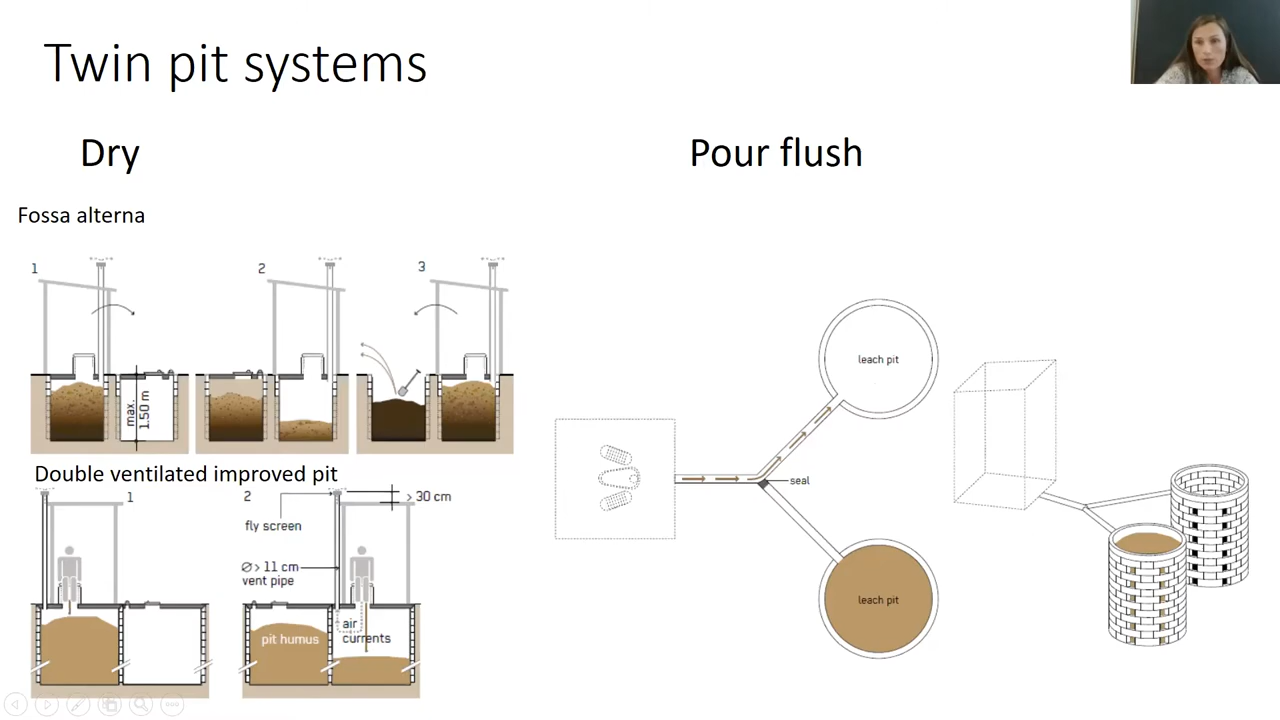 Twin pit systems
Dry
Pour flush
Fossa alterna
1
2
3
max.
1.50 m
Double ventilated improved pit
1
2
> 30 cm
fly screen
Ø > 11 cm
vent pipe
air
currents
pit humus
leach pit
seal
leach pit